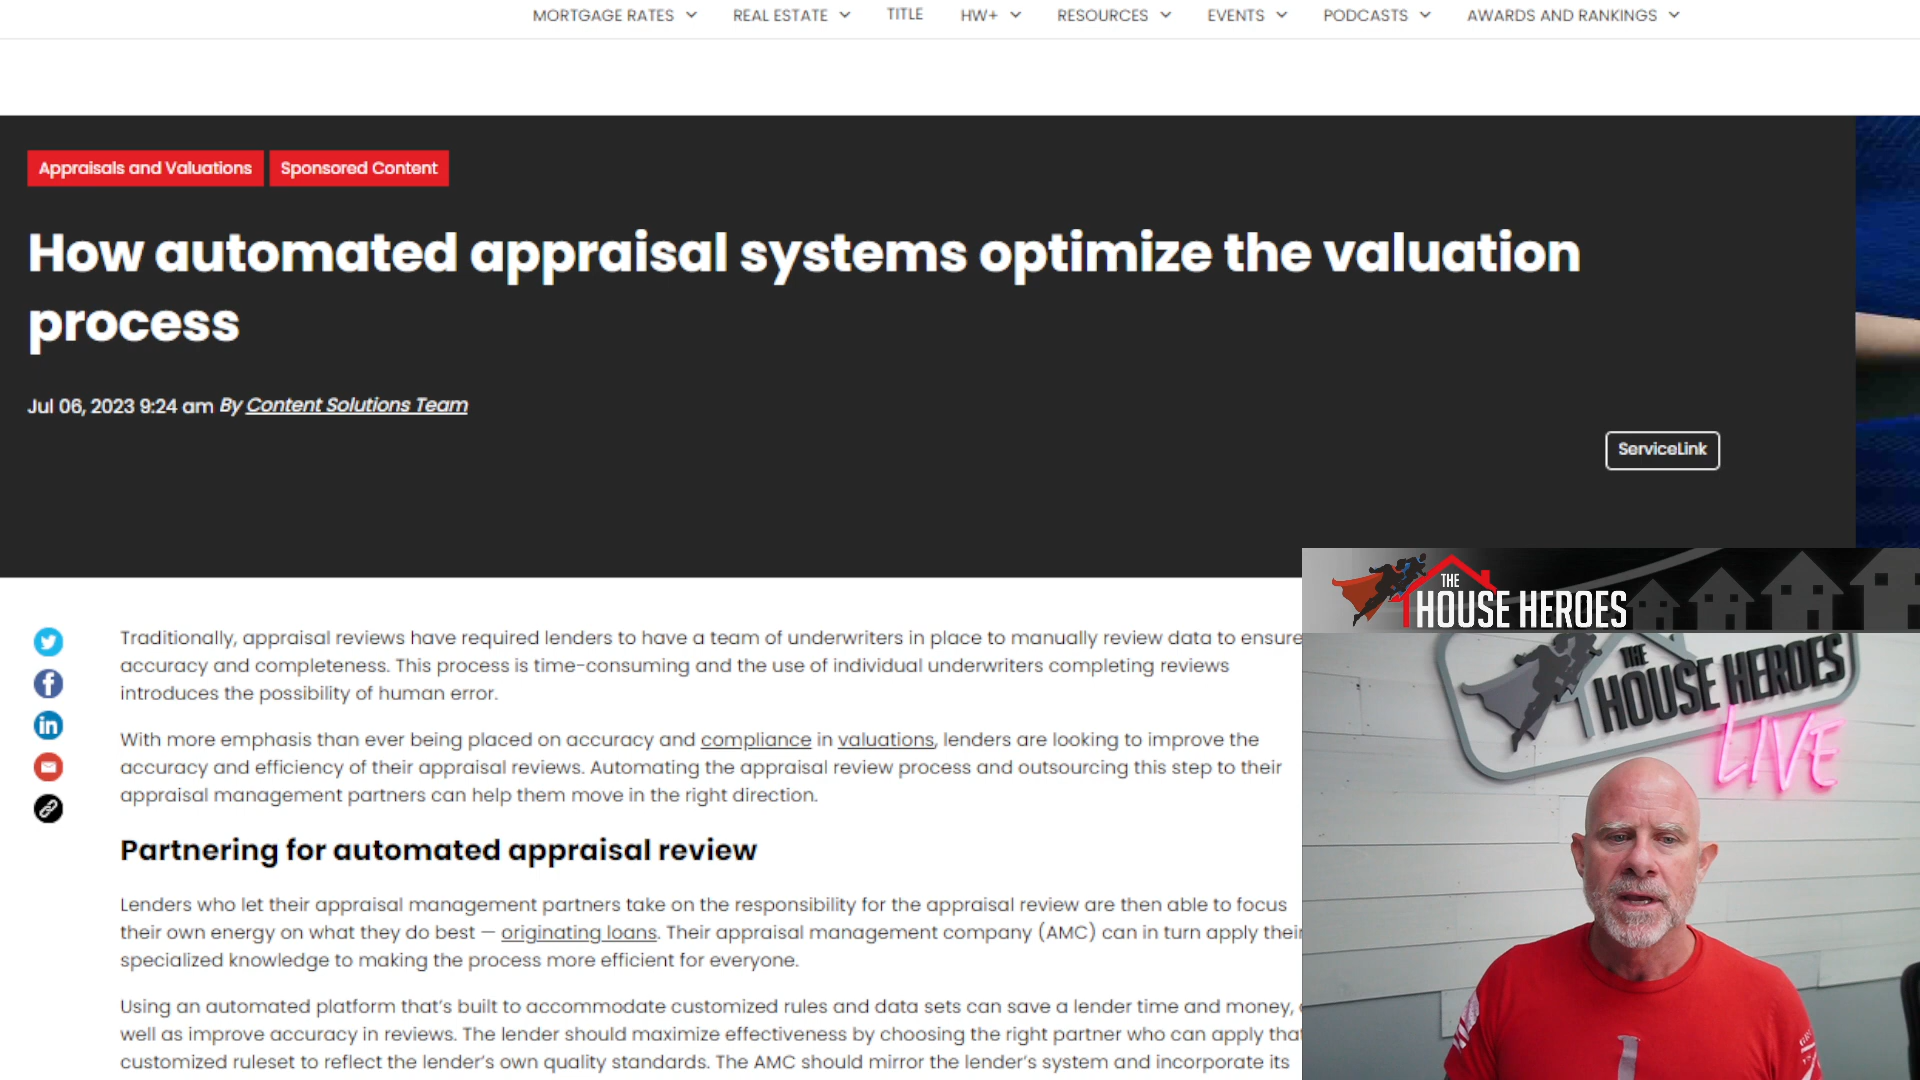 MORTGAGE RATES REAL ESTATE TITLE HW+ RESOURCES EVENTS PODCASTS AWARDS AND RANKINGS
Appraisals and Valuations Sponsored Content
How automated appraisal systems optimize the valuation
process
Jul 06, 2023 9:24 am By Content Solutions Team
ServiceLink
Traditionally, appraisal reviews have required lenders to have a team of underwriters in place to manually review data to ensure
accuracy and completeness. This process is time-consuming and the use of individual underwriters completing reviews
introduces the possibility of human error.
With more emphasis than ever being placed on accuracy and compliance in valuations, lenders are looking to improve the
accuracy and efficiency of their appraisal reviews. Automating the appraisal review process and outsourcing this step to their
appraisal management partners can help them move in the right direction.
Partnering for automated appraisal review
Lenders who let their appraisal management partners take on the responsibility for the appraisal review are then able to focus
their own energy on what they do best — originating loans. Their appraisal management company (AMC) can in turn apply their
specialized knowledge to making the process more efficient for everyone.
Using an automated platform that's built to accommodate customized rules and data sets can save a lender time and money,
well as improve accuracy in reviews. The lender should maximize effectiveness by choosing the right partner who can apply that
customized ruleset to reflect the lender's own quality standards. The AMC should mirror the lender's system and incorporate its
THE
HOUSE HEROES
THE
HOUSE HEROES
LIVE